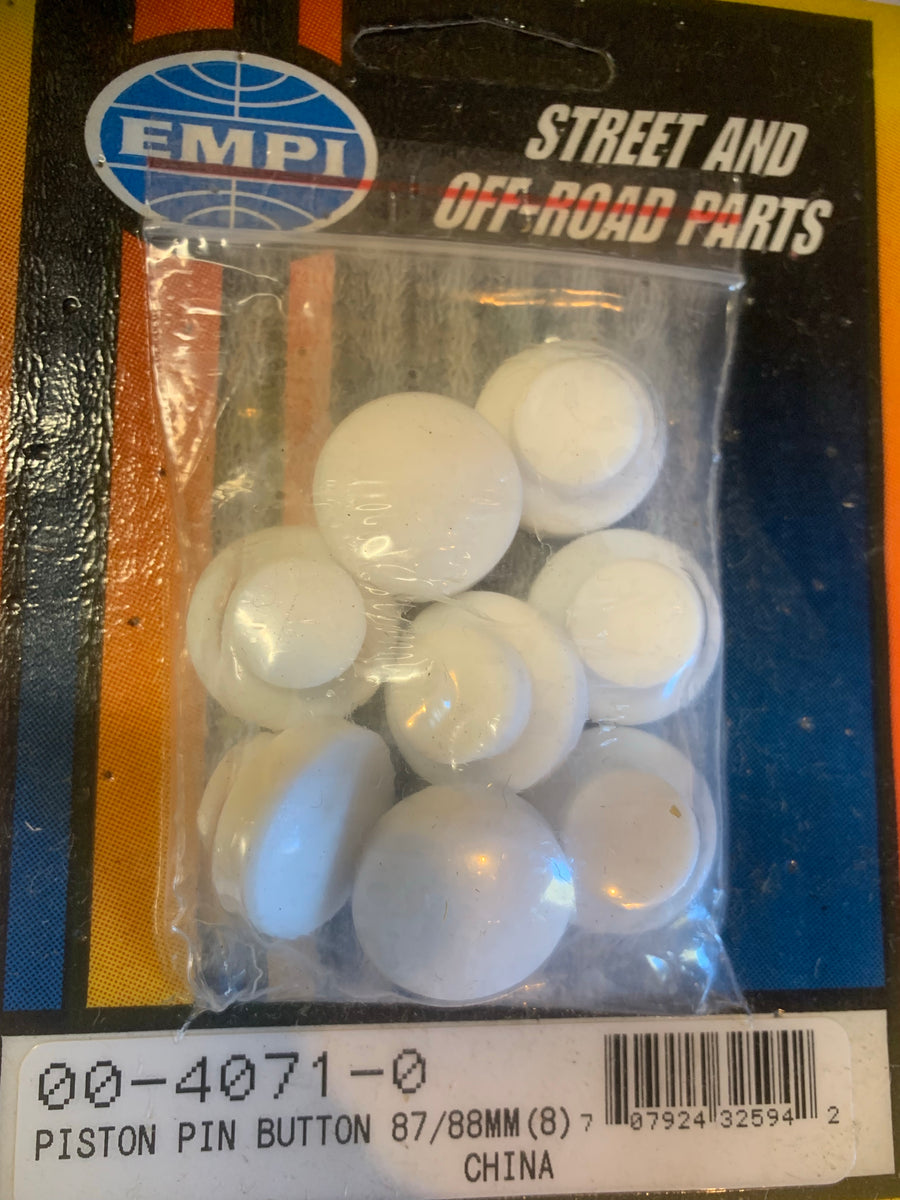 EMPI
STREET AND
OFF-ROAD PARTS
00-4071-0
PISTON PIN BUTTON 87/88MM(8)
7 07924 32594 2
CHINA